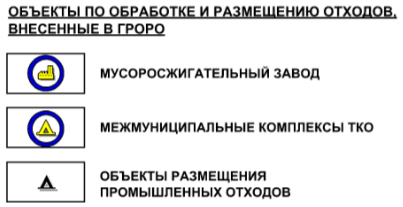 ОБЪЕКТЫ ПО ОБРАБОТКЕ И РАЗМЕЩЕНИЮ ОТХОДОВ,
ВНЕСЕННЫЕ В ГРОРО
МУСОРОСЖИГАТЕЛЬНЫЙ ЗАВОД
МЕЖМУНИЦИПАЛЬНЫЕ КОМПЛЕКСЫ ТКО
ОБЪЕКТЫ РАЗМЕЩЕНИЯ
ПРОМЫШЛЕННЫХ ОТХОДОВ